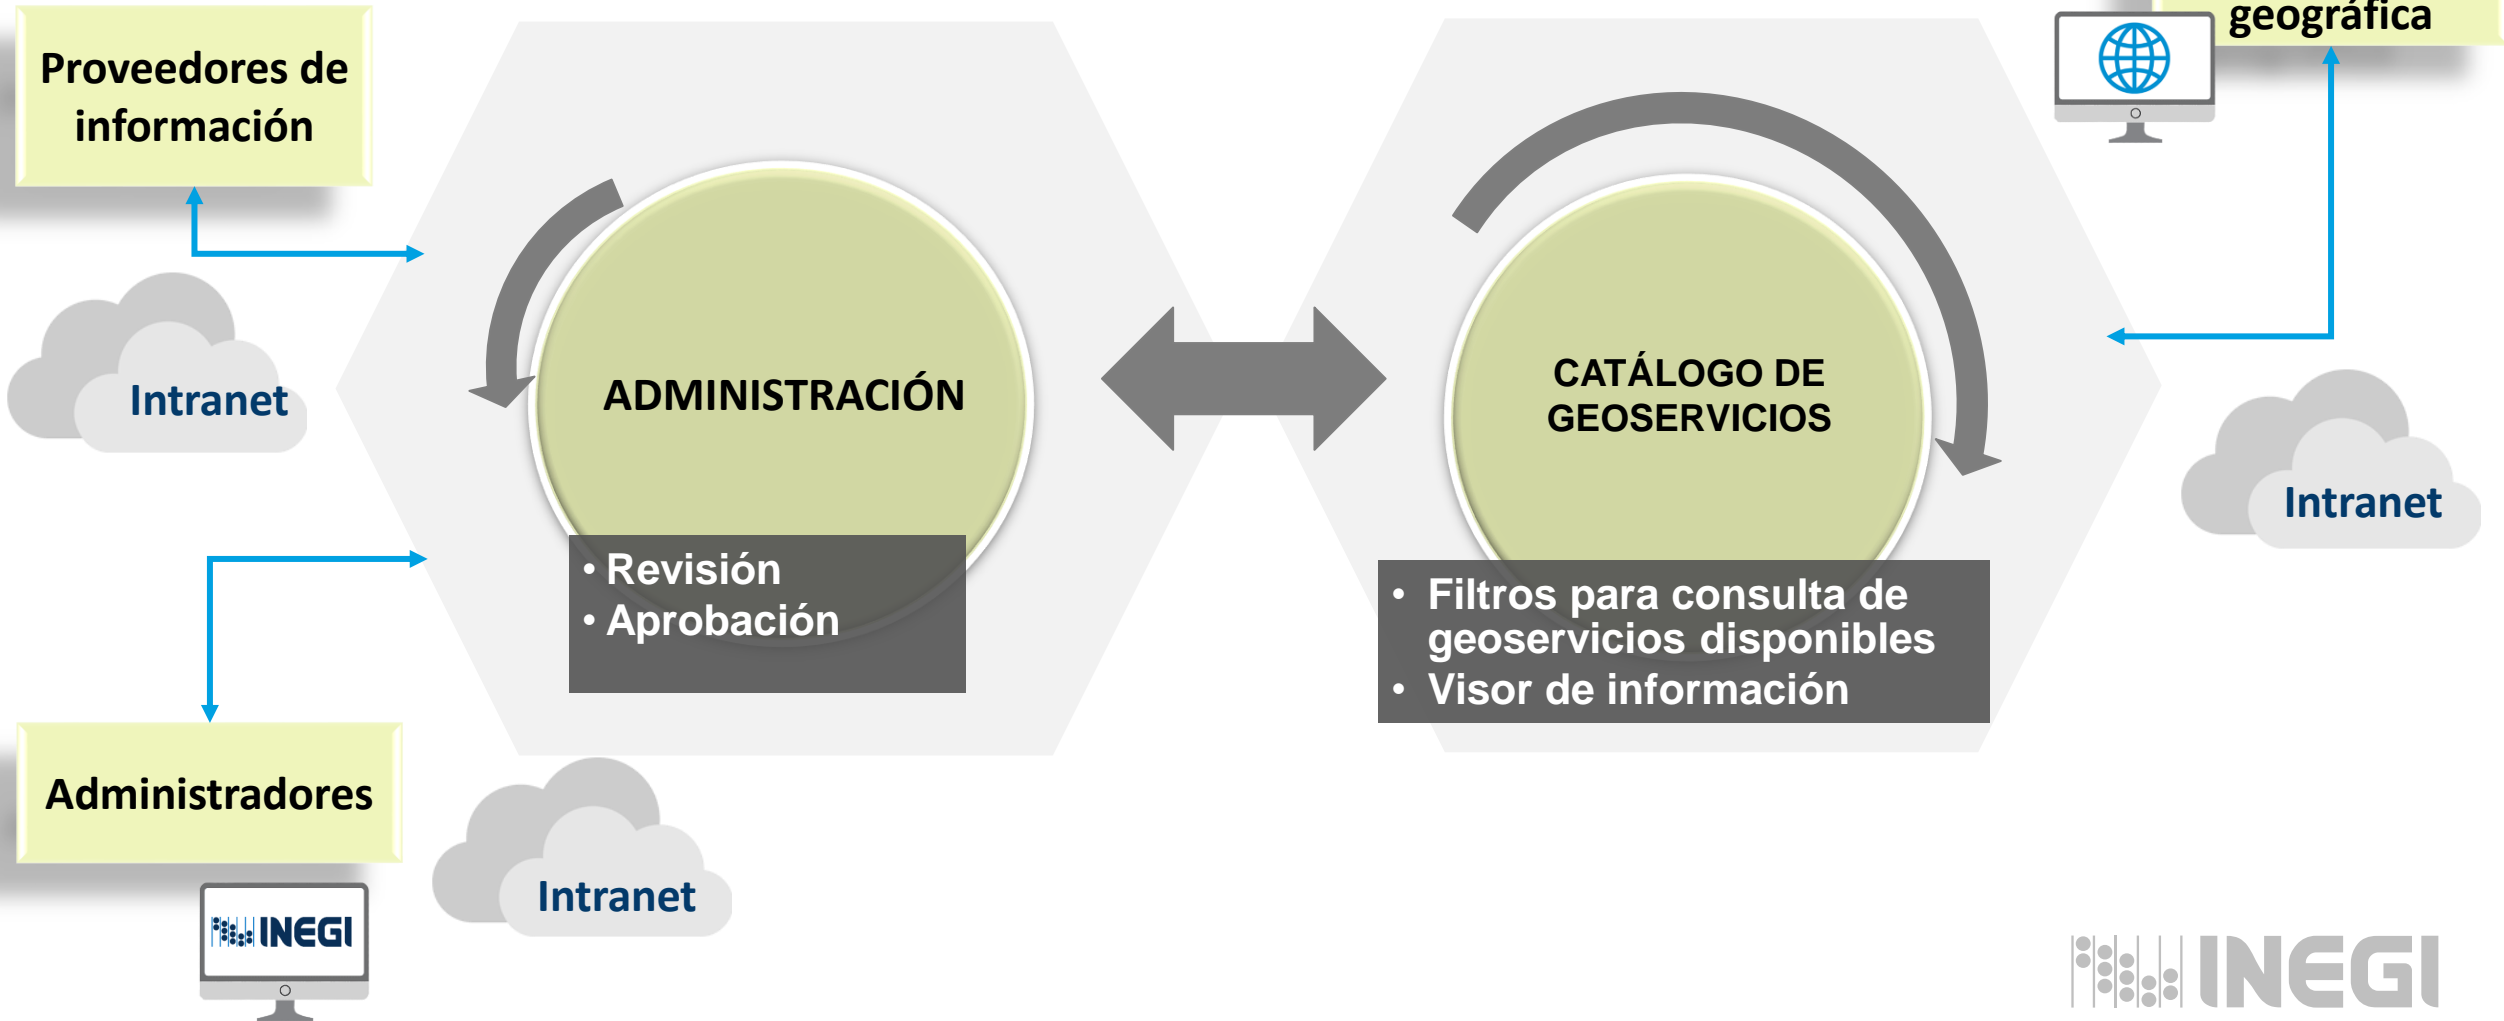 geográfica
Proveedores de
información
Intranet
ADMINISTRACIÓN
• Revisión
• Aprobación
CATÁLOGO DE
GEOSERVICIOS
• Filtros para consulta de
geoservicios disponibles
• Visor de información
Intranet
Administradores
Intranet
INEGI
INEGI